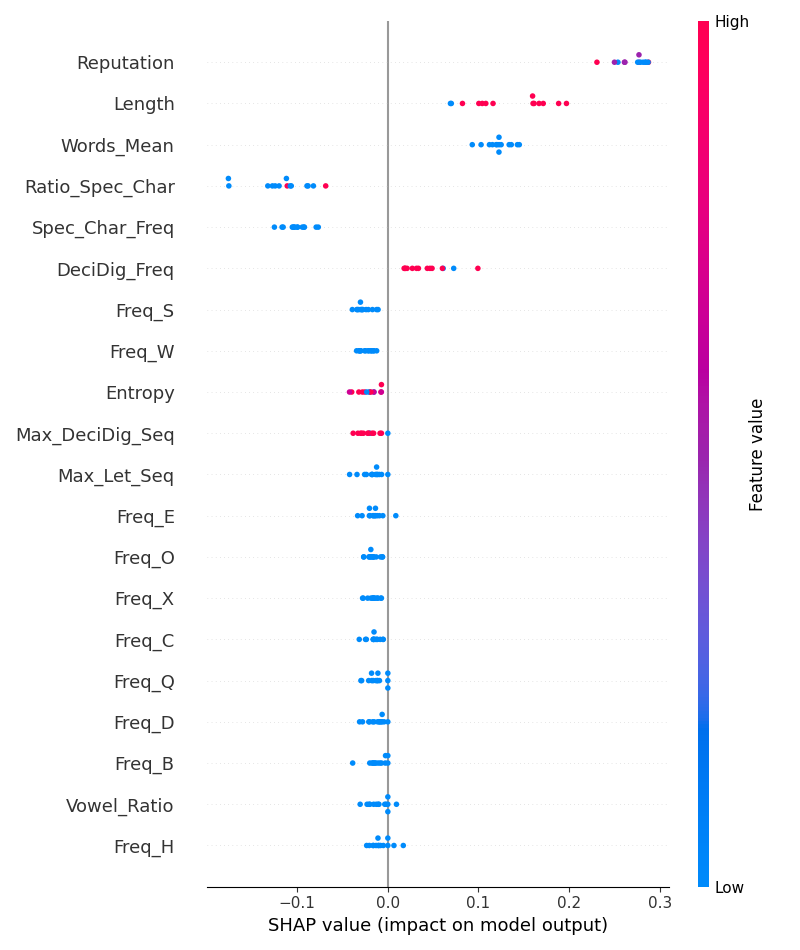 High
Reputation
Length
Words_Mean
Ratio_Spec_Char
Spec_Char_Freq
DeciDig_Freq
Freq_S
Freq_W
Entropy
Max_DeciDig_Seq
Max_Let_Seq
Freq_E
Freq_O
Freq_X
Freq_C
Freq_Q
Freq_D
Freq_B
Vowel_Ratio
Freq_H
Feature value
Low
−0.1 0.0 0.1 0.2 0.3
SHAP value (impact on model output)